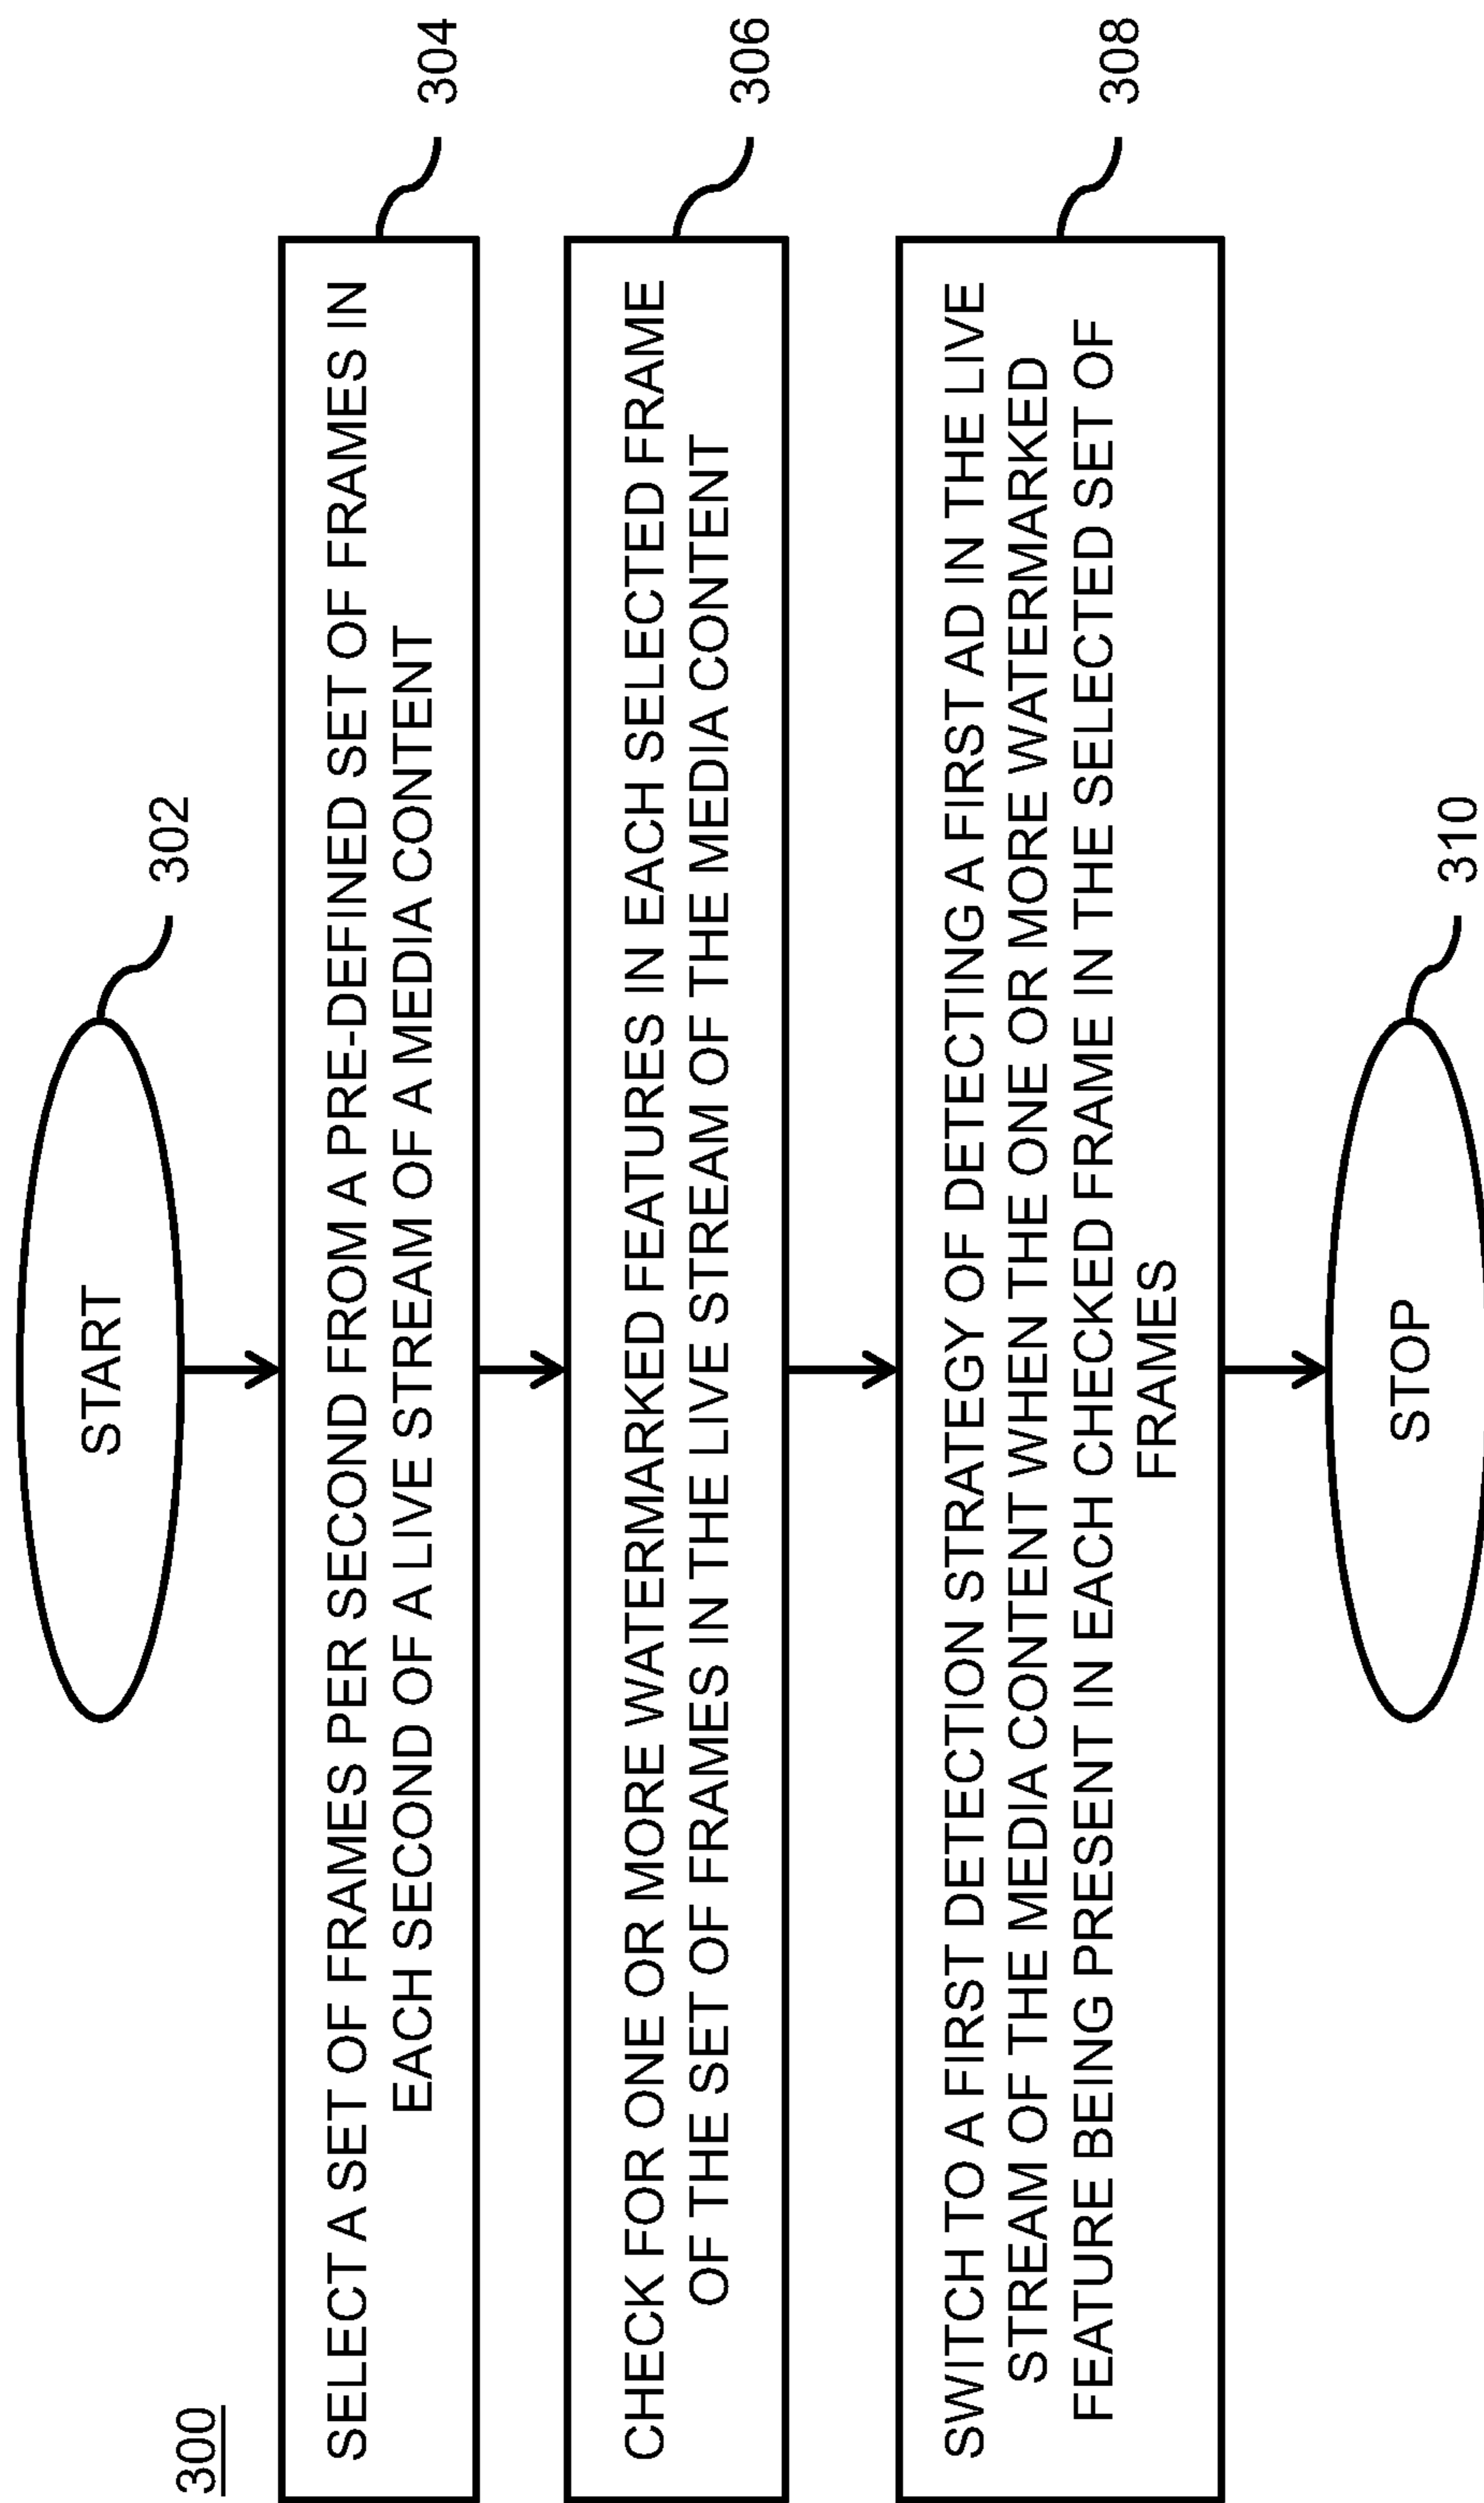 300
START
302
SELECT A SET OF FRAMES PER SECOND FROM A PRE-DEFINED SET OF FRAMES IN
EACH SECOND OF A LIVE STREAM OF A MEDIA CONTENT
304
CHECK FOR ONE OR MORE WATERMARKED FEATURES IN EACH SELECTED FRAME
OF THE SET OF FRAMES IN THE LIVE STREAM OF THE MEDIA CONTENT
306
SWITCH TO A FIRST DETECTION STRATEGY OF DETECTING A FIRST AD IN THE LIVE
STREAM OF THE MEDIA CONTENT WHEN THE ONE OR MORE WATERMARKED
FEATURE BEING PRESENT IN EACH CHECKED FRAME IN THE SELECTED SET OF
FRAMES
308
STOP
310